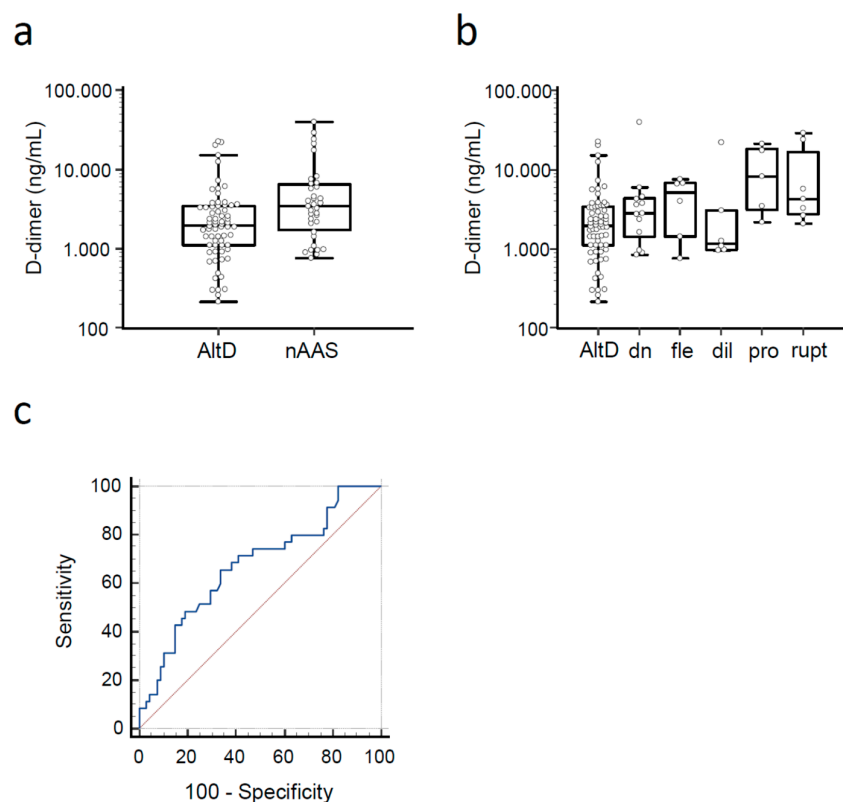 a
D-dimer (ng/mL)
100.000
10.000
1.000
100
AltD nAAS
b
D-dimer (ng/mL)
100.000
10.000
1.000
100
AltD dn fle dil pro rupt
c
Sensitivity
100
80
60
40
20
0
0 20 40 60 80 100
100 - Specificity